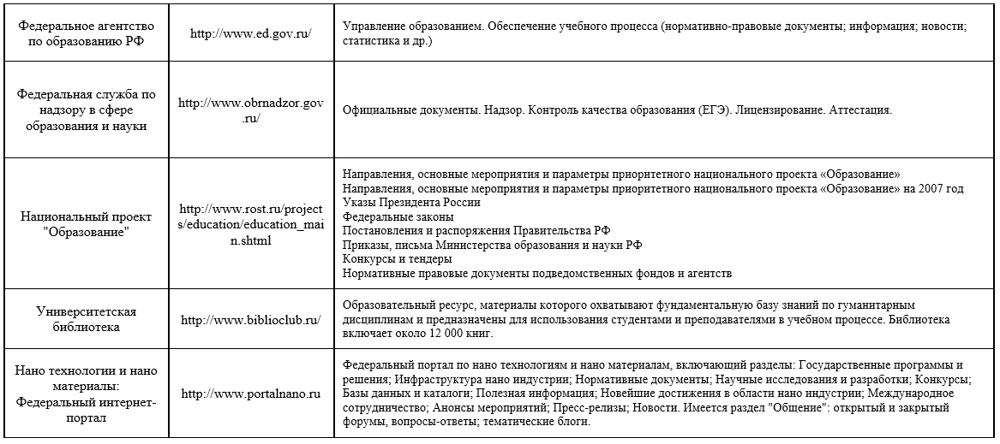 Федеральное агентство
по образованию РФ
http://www.ed.gov.ru/
Управление образованием. Обеспечение учебного процесса (нормативно-правовые документы; информация; новости;
статистика и др.)
Федеральная служба по
надзору в сфере
образования и науки
http://www.obrnadzor.gov
.ru/
Официальные документы. Надзор. Контроль качества образования (ЕГЭ). Лицензирование. Аттестация.
Национальный проект
"Образование"
http://www.rost.ru/project
s/education/education_mai
n.shtml
Направления, основные мероприятия и параметры приоритетного национального проекта «Образование»
Направления, основные мероприятия и параметры приоритетного национального проекта «Образование» на 2007 год
Указы Президента России
Федеральные законы
Постановления и распоряжения Правительства РФ
Приказы, письма Министерства образования и науки РФ
Конкурсы и тендеры
Нормативные правовые документы подведомственных фондов и агентств
Университетская
библиотека
http://www.biblioclub.ru/
Образовательный ресурс, материалы которого охватывают фундаментальную базу знаний по гуманитарным
дисциплинам и предназначены для использования студентами и преподавателями в учебном процессе. Библиотека
включает около 12 000 книг.
Нано технологии и нано
материалы:
Федеральный интернет-
портал
http://www.portalnano.ru
Федеральный портал по нано технологиям и нано материалам, включающий разделы: Государственные программы и
решения; Инфраструктура нано индустрии; Нормативные документы; Научные исследования и разработки; Конкурсы;
Базы данных и каталоги; Полезная информация; Новейшие достижения в области нано индустрии; Международное
сотрудничество; Анонсы мероприятий; Пресс-релизы; Новости. Имеется раздел "Общение": открытый и закрытый
форумы, вопросы-ответы; тематические блоги.